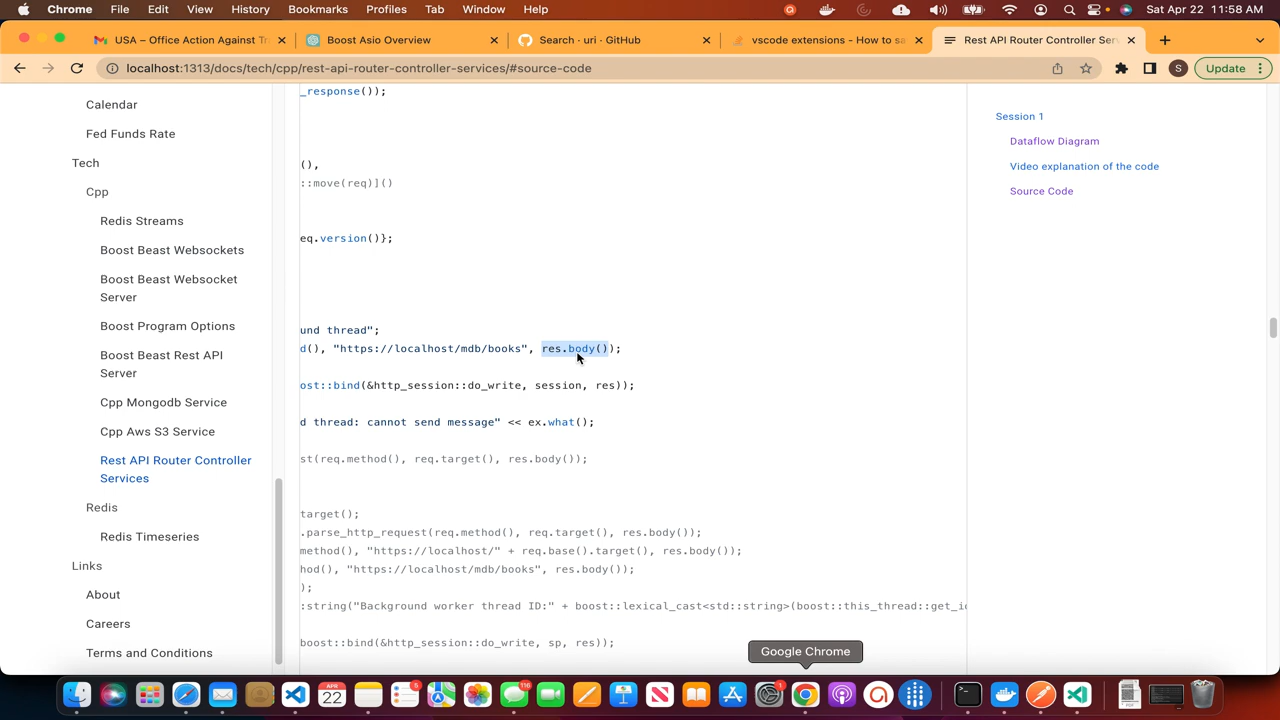 Chrome File Edit View History Bookmarks Profiles Tab Window Help Sat Apr 22 11:58 AM
USA – Office Action Against Tr
Boost Asio Overview
Search · uri · GitHub
vscode extensions - How to sa
Rest API Router Controller Serv
localhost:1313/docs/tech/cpp/rest-api-router-controller-services/#source-code
S
Update
Calendar
Fed Funds Rate
Tech
Cpp
Redis Streams
Boost Beast Websockets
Boost Beast Websocket
Server
Boost Program Options
Boost Beast Rest API
Server
Cpp Mongodb Service
Cpp Aws S3 Service
Rest API Router Controller
Services
Redis
Redis Timeseries
Links
About
Careers
Terms and Conditions
_response());
(),
::move(req)]()
eq.version()};
und thread";
d(), "https://localhost/mdb/books", res.body());
ost::bind(&http_session::do_write, session, res));
d thread: cannot send message" << ex.what();
st(req.method(), req.target(), res.body());
target();
.parse_http_request(req.method(), req.target(), res.body());
method(), "https://localhost/" + req.base().target(), res.body());
hod(), "https://localhost/mdb/books", res.body());
);
:string("Background worker thread ID:" + boost::lexical_cast<std::string>(boost::this_thread::get_i
boost::bind(&http_session::do_write, sp, res));
Session 1
Dataflow Diagram
Video explanation of the code
Source Code
Google Chrome
APR
22
5
116
1